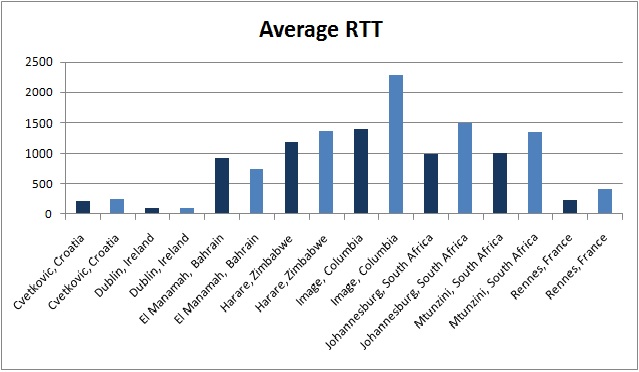 Average RTT
2500
2000
1500
1000
500
0
Cvetkovic, Croatia
Cvetkovic, Croatia
Dublin, Ireland
Dublin, Ireland
El Manamah, Bahrain
El Manamah, Bahrain
Harare, Zimbabwe
Harare, Zimbabwe
Image, Columbia
Image, Columbia
Johannesburg, South Africa
Johannesburg, South Africa
Mtunzini, South Africa
Mtunzini, South Africa
Rennes, France
Rennes, France